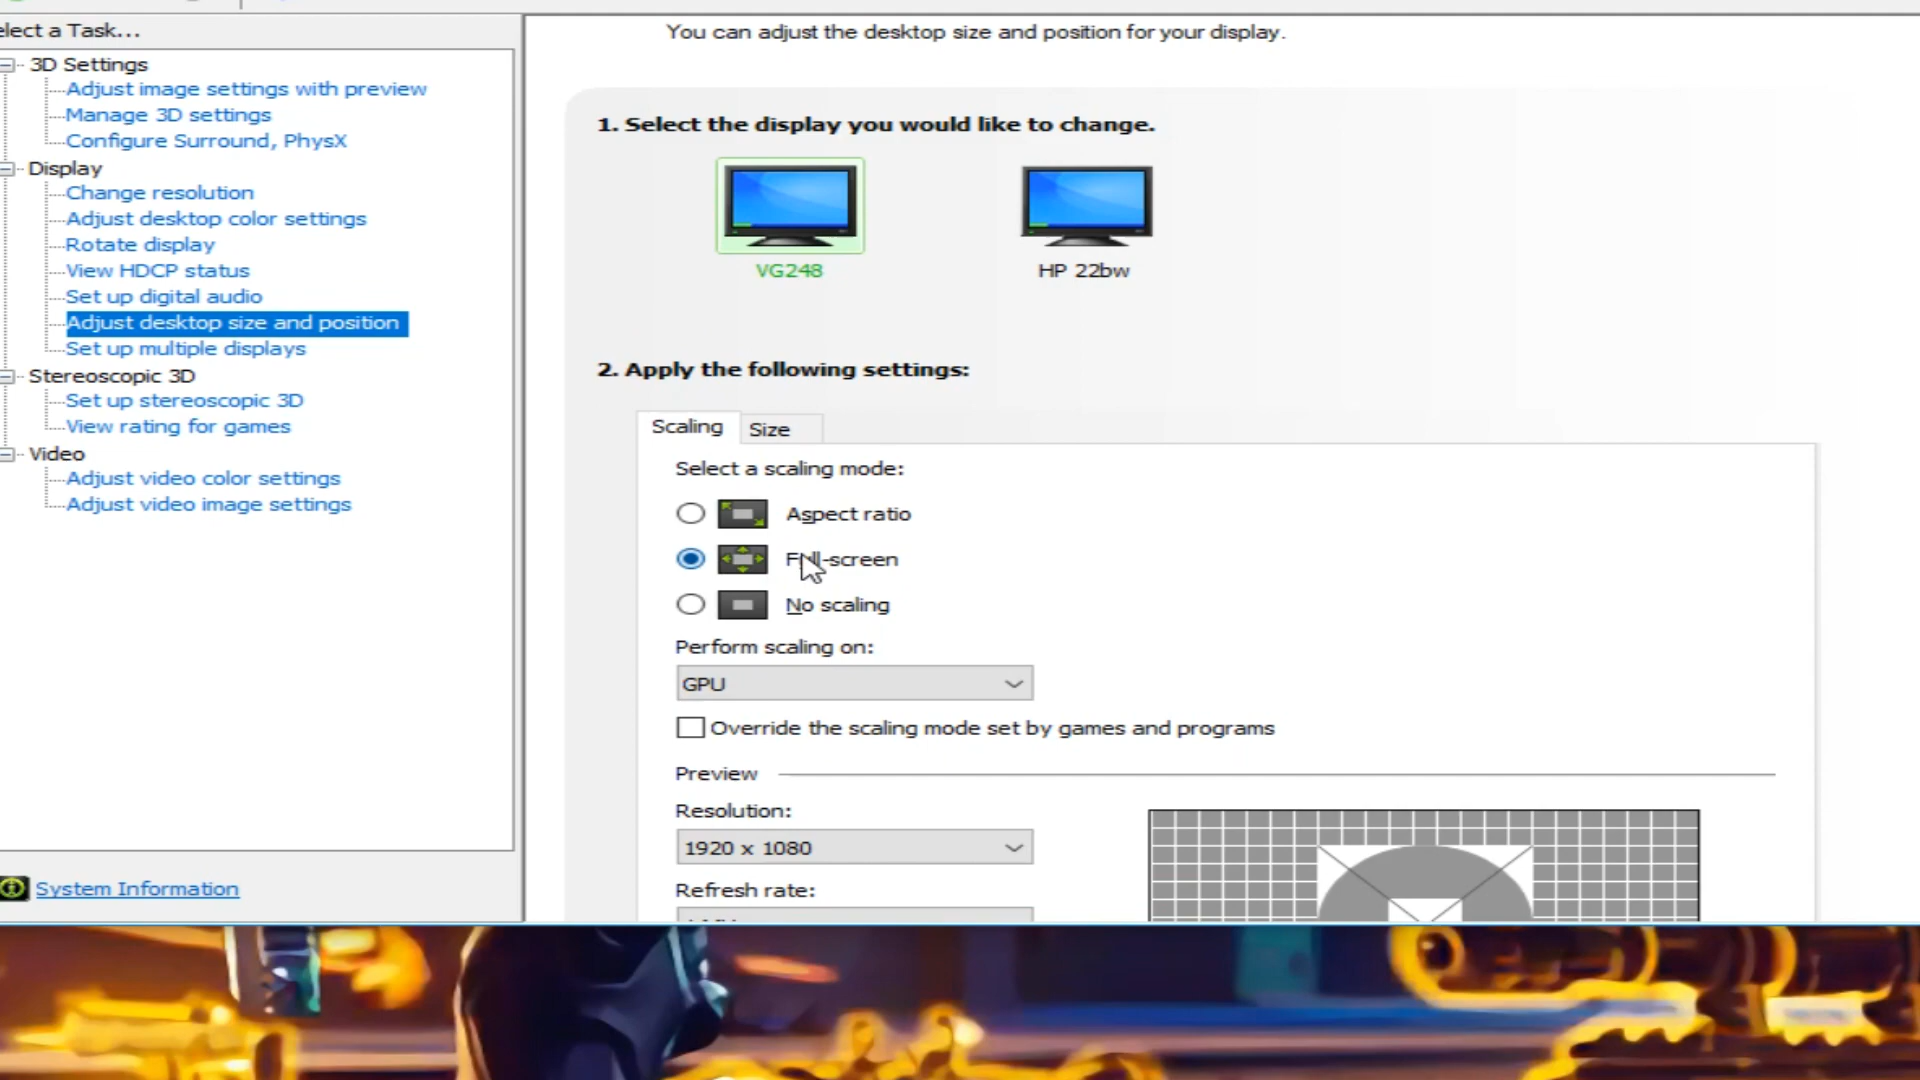 elect a Task...
3D Settings
Adjust image settings with preview
Manage 3D settings
Configure Surround, PhysX
Display
Change resolution
Adjust desktop color settings
Rotate display
View HDCP status
Set up digital audio
Adjust desktop size and position
Set up multiple displays
Stereoscopic 3D
Set up stereoscopic 3D
View rating for games
Video
Adjust video color settings
Adjust video image settings
System Information
You can adjust the desktop size and position for your display.
1. Select the display you would like to change.
VG248
HP 22bw
2. Apply the following settings:
Scaling
Size
Select a scaling mode:
Aspect ratio
Full-screen
No scaling
Perform scaling on:
GPU
Override the scaling mode set by games and programs
Preview
Resolution:
1920 x 1080
Refresh rate: